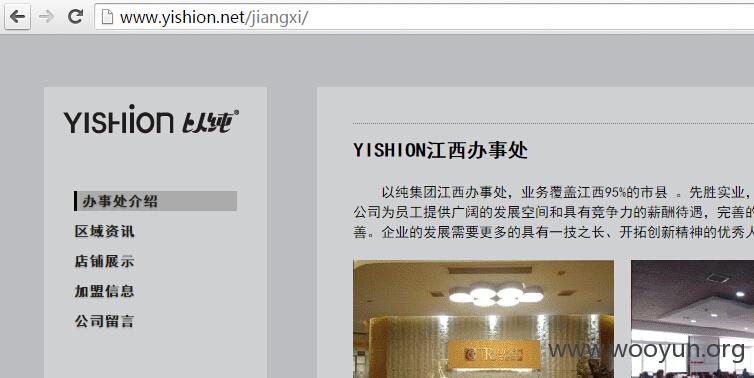 www.yishion.net/jiangxi/
YISHION 以纯®
办事处介绍
区域资讯
店铺展示
加盟信息
公司留言
YISHION江西办事处
以纯集团江西办事处，业务覆盖江西95%的市县 。先胜实业，
公司为员工提供广阔的发展空间和具有竞争力的薪酬待遇，完善的
善。企业的发展需要更多的具有一技之长、开拓创新精神的优秀人
www.wooyun.org